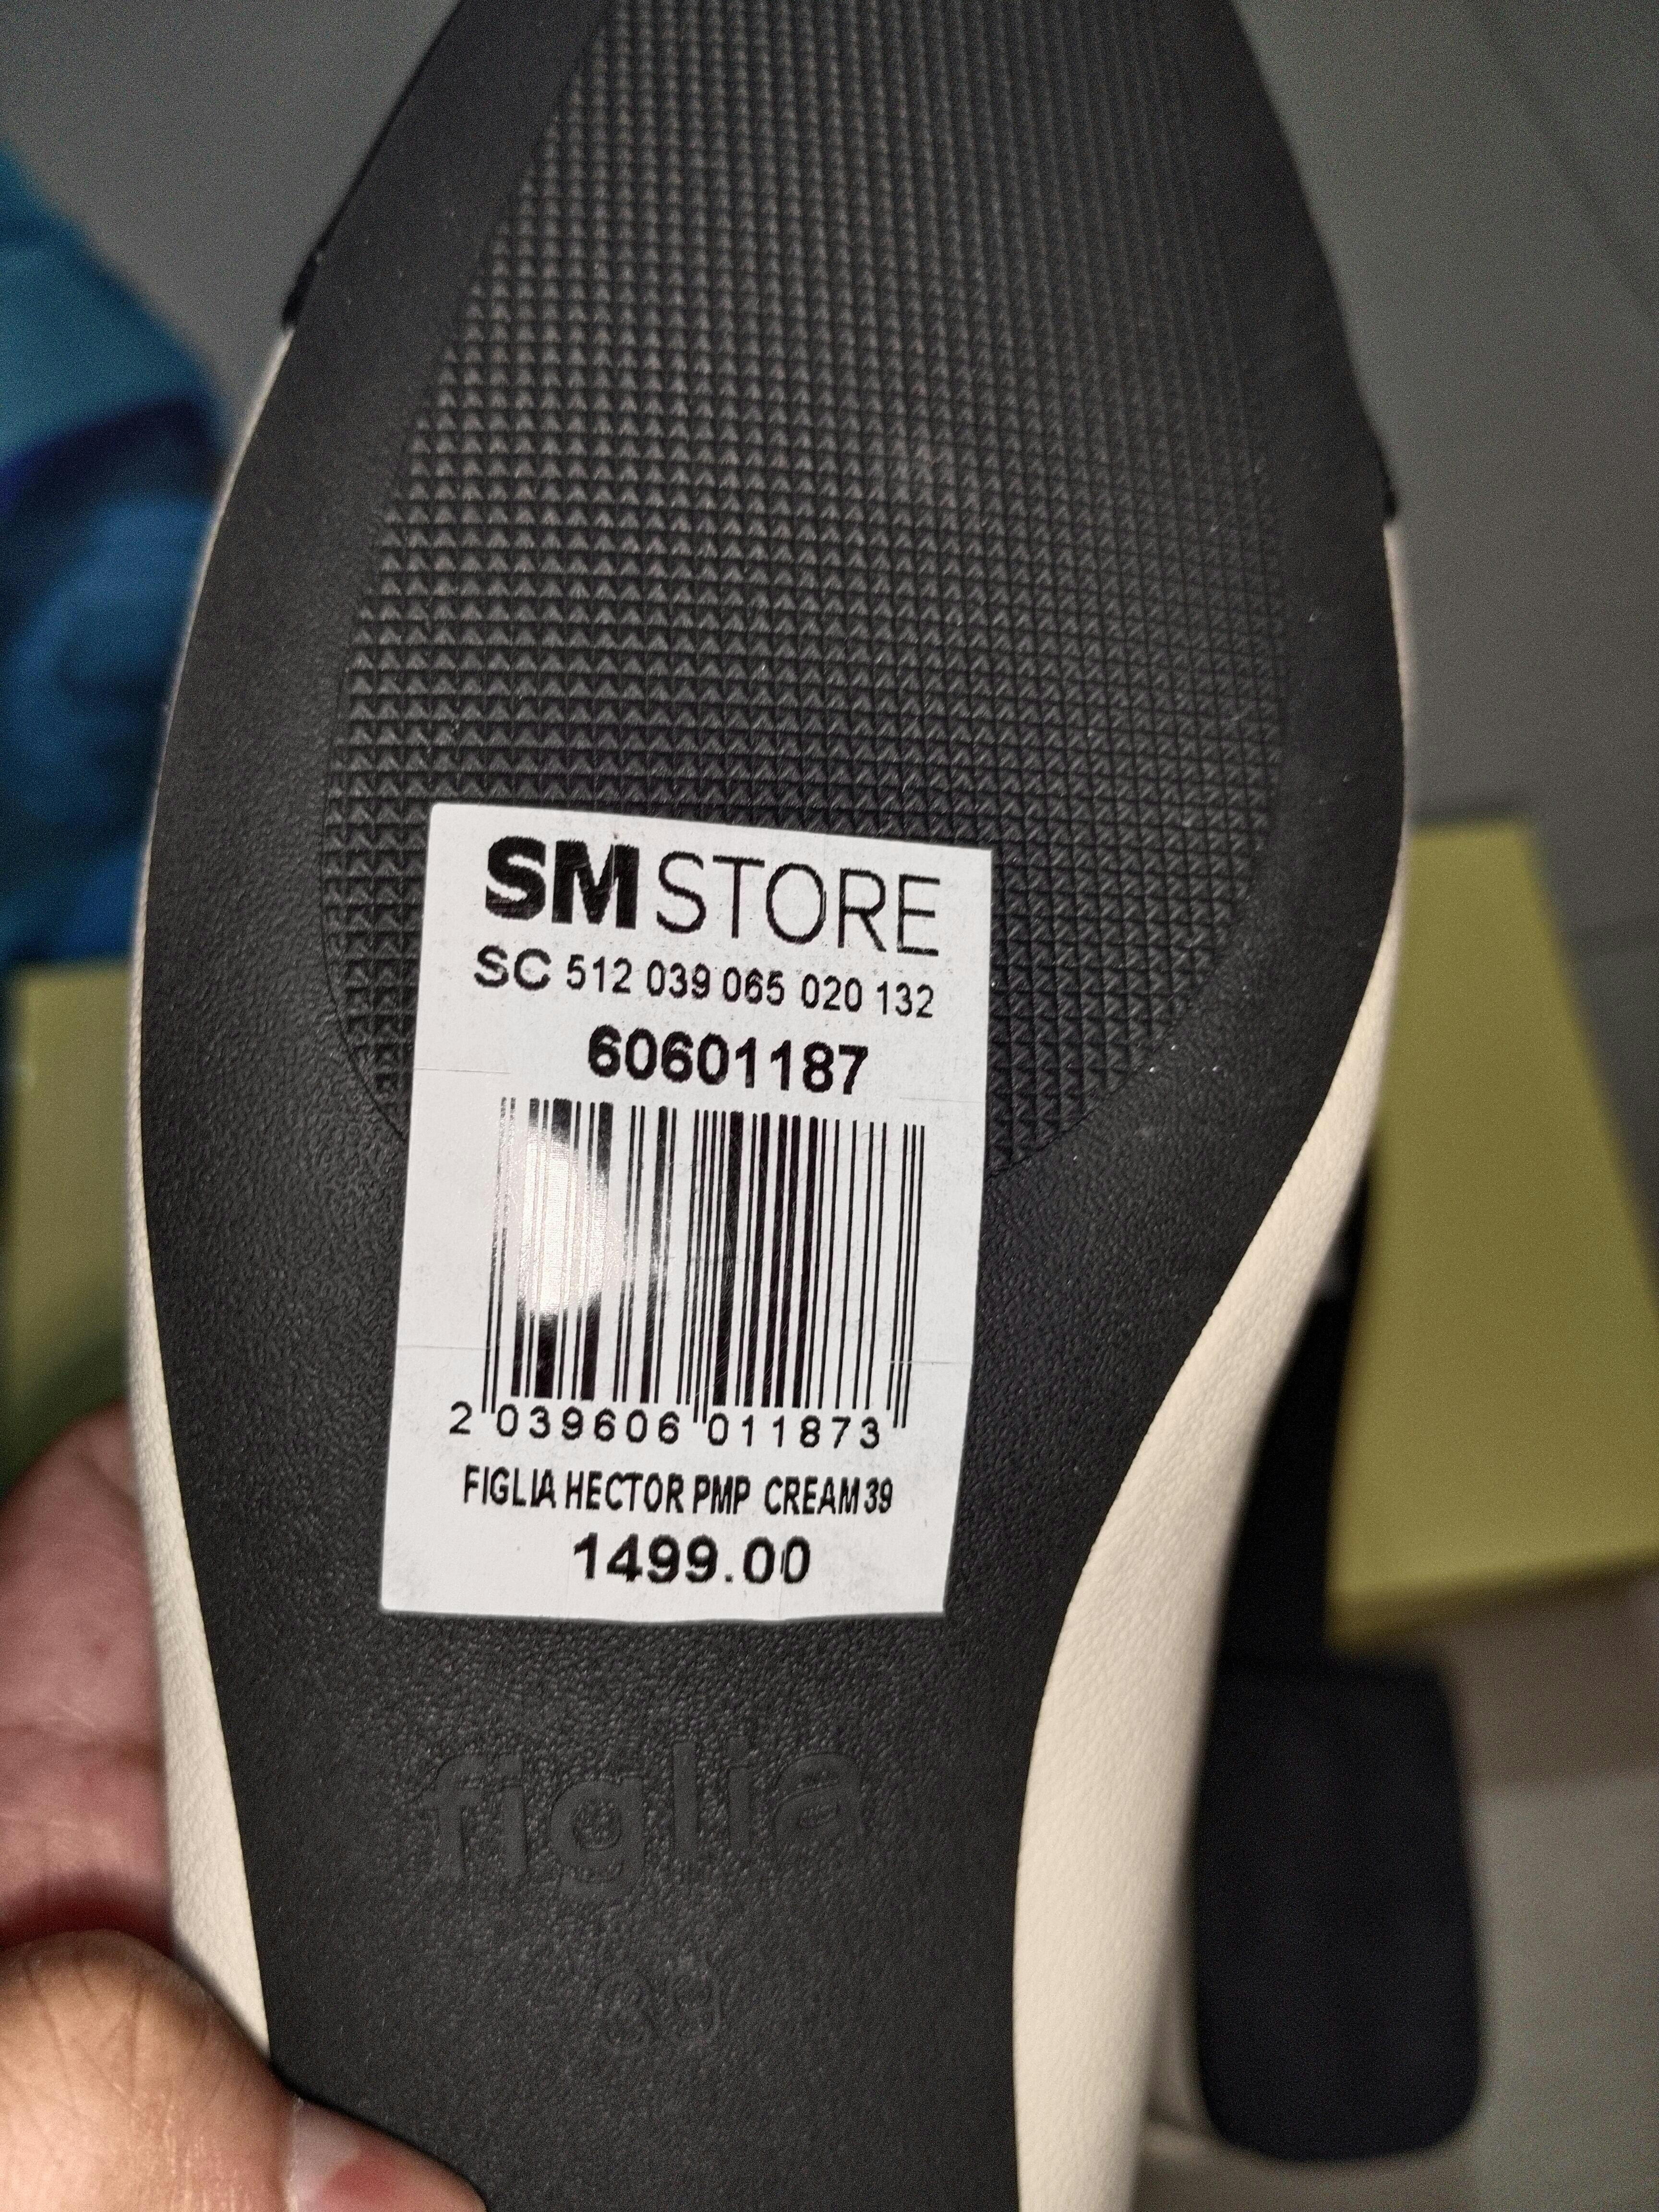 SM STORE
SC 512 039 065 020 132
60601187
2 039606 011873
FIGLIA HECTOR PMP CREAM 39
1499.00
figlia
39